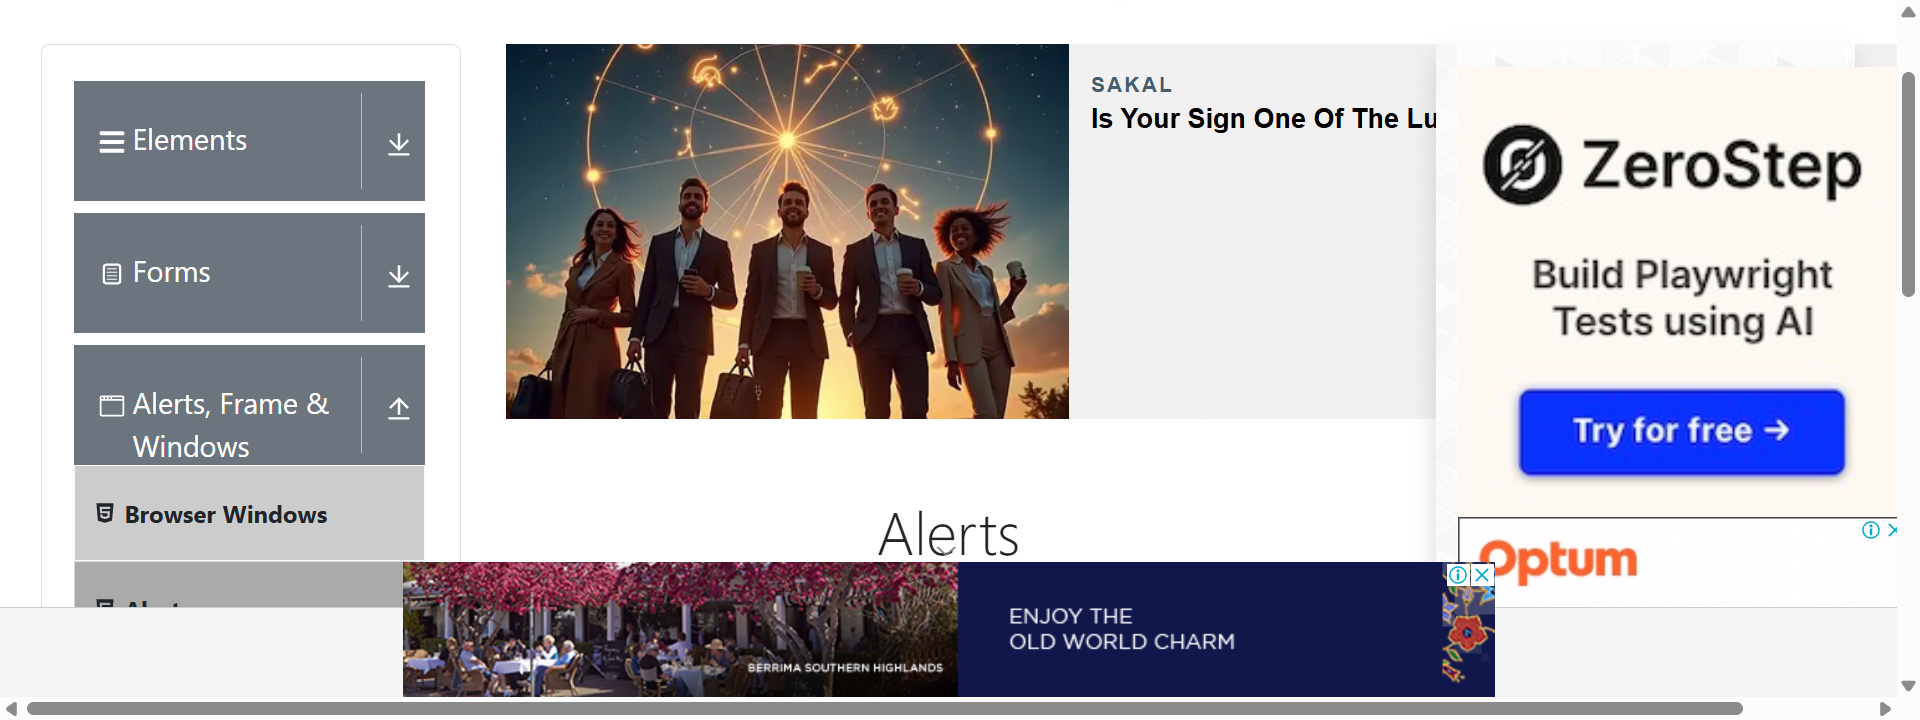 Elements
Forms
Alerts, Frame &
Windows
Browser Windows
SAKAL
Is Your Sign One Of The Lu
Alerts
ZeroStep
Build Playwright
Tests using AI
Try for free →
Optum
BERRIMA SOUTHERN HIGHLANDS
ENJOY THE
OLD WORLD CHARM